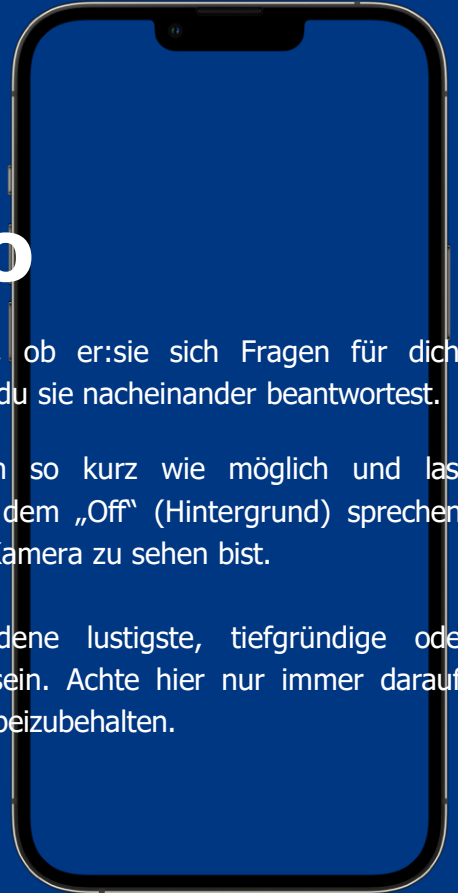 o
ob er:sie sich Fragen für dich
du sie nacheinander beantwortest.
so kurz wie möglich und las
dem „Off“ (Hintergrund) sprechen
Kamera zu sehen bist.
dene lustigste, tiefgründige ode
sein. Achte hier nur immer darauf
beizubehalten.